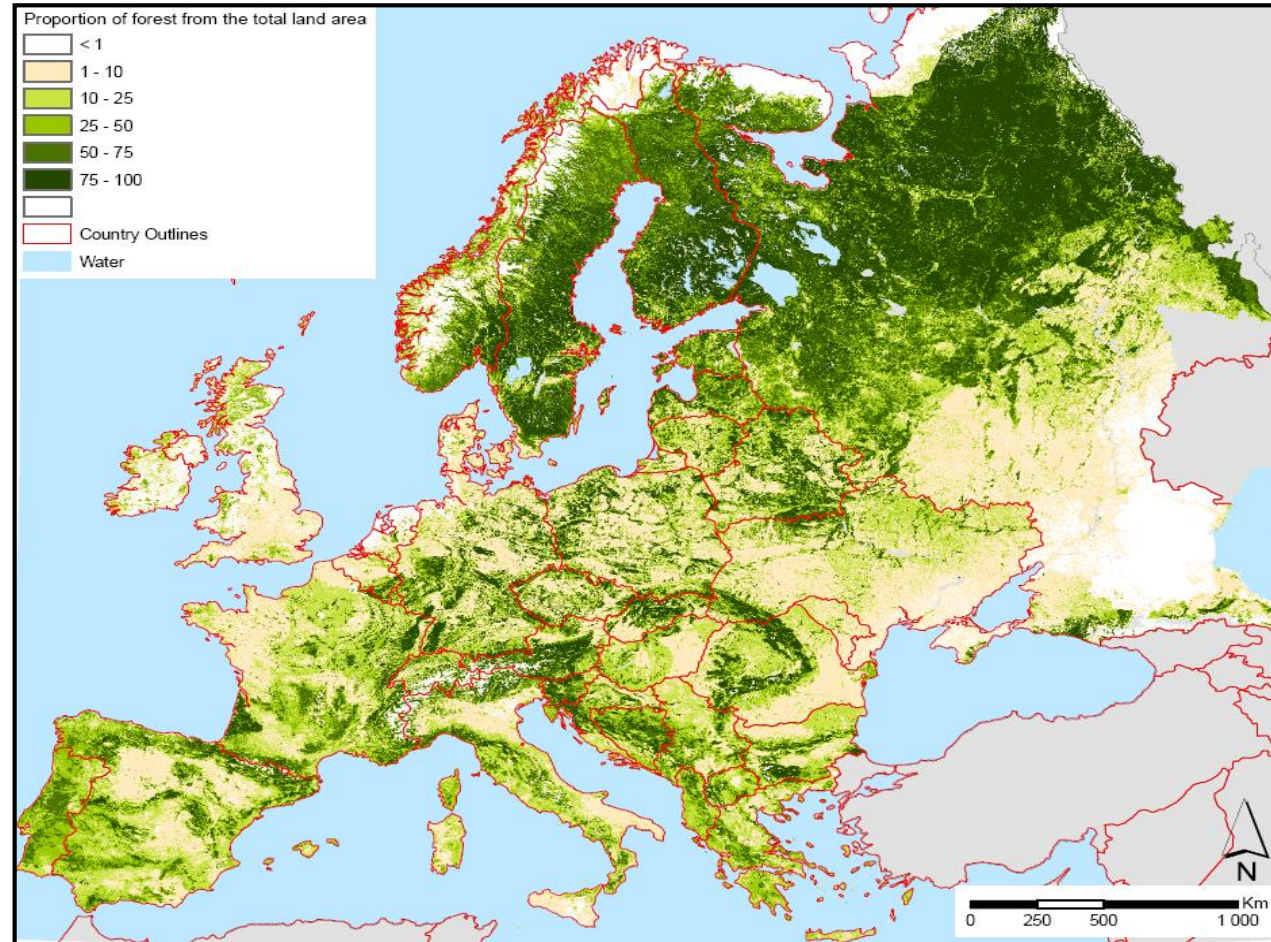 Proportion of forest from the total land area
< 1
1 - 10
10 - 25
25 - 50
50 - 75
75 - 100
Country Outlines
Water
N
Km
0 250 500 1 000